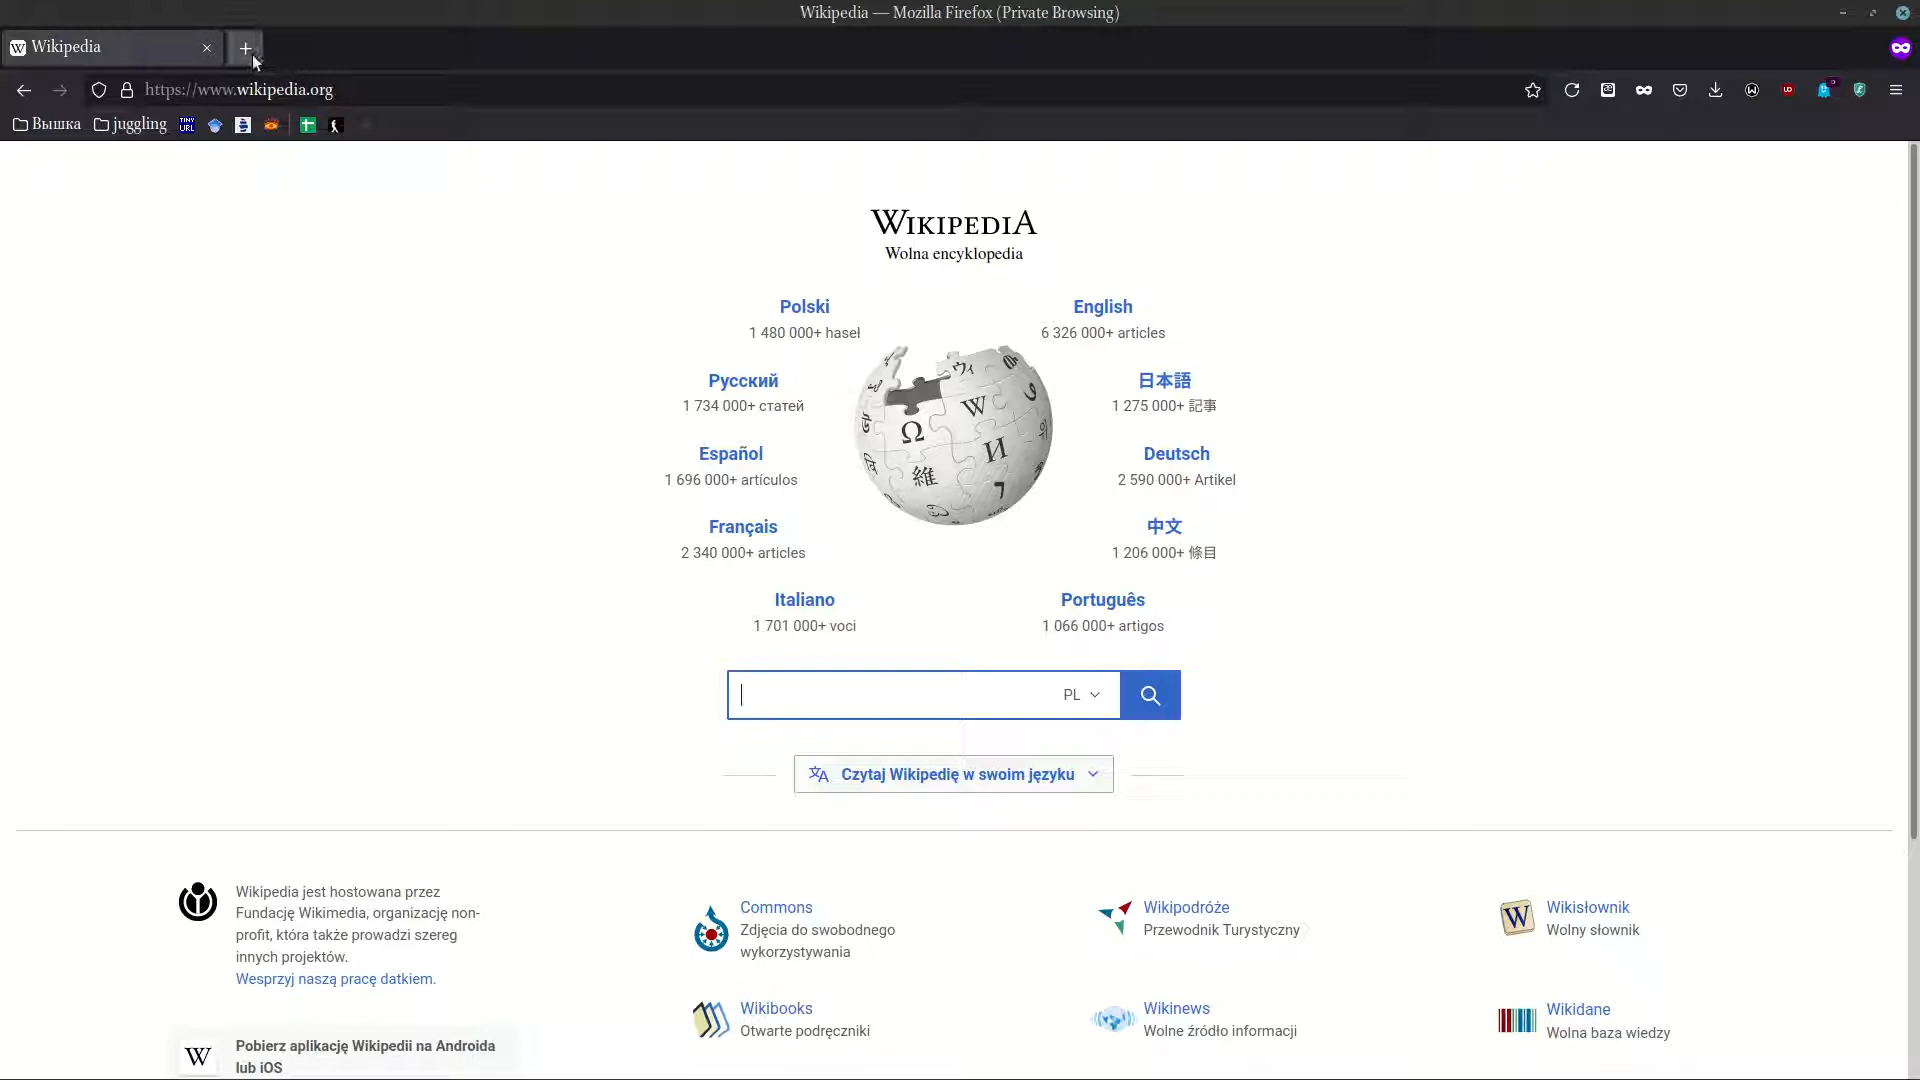 Wikipedia — Mozilla Firefox (Private Browsing)
Wikipedia
https://www.wikipedia.org
Вышка
juggling
TINY URL
WIKIPEDIA
Wolna encyklopedia
Polski
1 480 000+ haseł
English
6 326 000+ articles
Русский
1 734 000+ статей
日本語
1 275 000+ 記事
Español
1 696 000+ artículos
Deutsch
2 590 000+ Artikel
Français
2 340 000+ articles
中文
1 206 000+ 條目
Italiano
1 701 000+ voci
Português
1 066 000+ artigos
PL
Czytaj Wikipedię w swoim języku
Wikipedia jest hostowana przez
Fundację Wikimedia, organizację non-
profit, która także prowadzi szereg
innych projektów.
Wesprzyj naszą pracę datkiem.
Pobierz aplikację Wikipedii na Androida
lub iOS
Commons
Zdjęcia do swobodnego
wykorzystywania
Wikipodróże
Przewodnik Turystyczny
Wikisłownik
Wolny słownik
Wikibooks
Otwarte podręczniki
Wikinews
Wolne źródło informacji
Wikidane
Wolna baza wiedzy